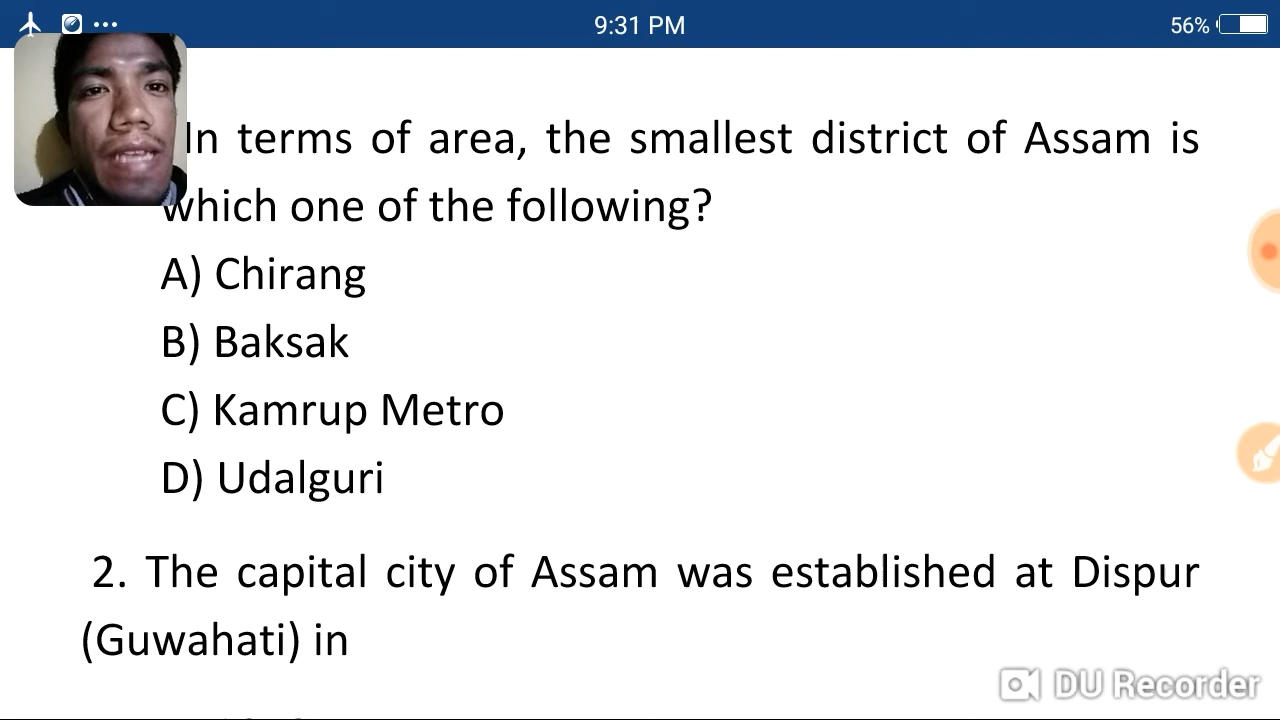 9:31 PM
56%
In terms of area, the smallest district of Assam is
which one of the following?
A) Chirang
B) Baksak
C) Kamrup Metro
D) Udalguri
2. The capital city of Assam was established at Dispur
(Guwahati) in
DU Recorder